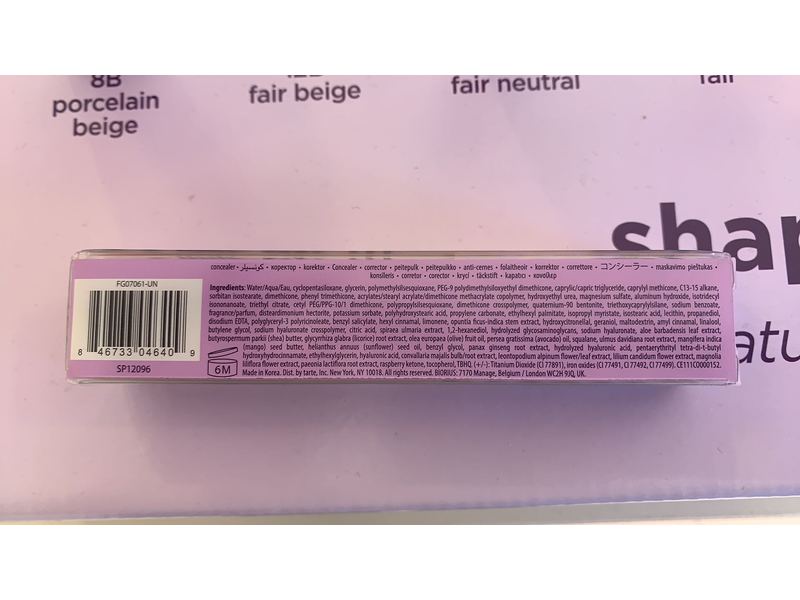 8B
porcelain
beige
fair beige
fair neutral
fair
shap
atu
FG07061-UN
8 46733 04640 9
SP12096
6M
concealer • كونسيلر • коректор • korektor • Concealer • corrector • peitepulk • peitepuikko • anti-cernes • folaitheoir • korrektor • correttore • コンシーラー • maskavimo pieštukas •
konsileris • corretor • corector • krycí • täckstift • kapatıcı • κονσίλερ
Ingredients: Water/Aqua/Eau, cyclopentasiloxane, glycerin, polymethylsilsesquioxane, PEG-9 polydimethylsiloxyethyl dimethicone, caprylic/capric triglyceride, caprylyl methicone, C13-15 alkane,
sorbitan isostearate, dimethicone, phenyl trimethicone, acrylates/stearyl acrylate/dimethicone methacrylate copolymer, hydroxyethyl urea, magnesium sulfate, aluminum hydroxide, isotridecyl
isononanoate, triethyl citrate, cetyl PEG/PPG-10/1 dimethicone, polypropylsilsesquioxane, dimethicone crosspolymer, quaternium-90 bentonite, triethoxycaprylylsilane, sodium benzoate,
fragrance/parfum, disteardimonium hectorite, potassium sorbate, polyhydroxystearic acid, propylene carbonate, ethylhexyl palmitate, isopropyl myristate, isostearic acid, lecithin, propanediol,
disodium EDTA, polyglyceryl-3 polyricinoleate, benzyl salicylate, hexyl cinnamal, limonene, opuntia ficus-indica stem extract, hydroxycitronellal, geraniol, maltodextrin, amyl cinnamal, linalool,
butylene glycol, sodium hyaluronate crosspolymer, citric acid, spiraea ulmaria extract, 1,2-hexanediol, hydrolyzed glycosaminoglycans, sodium hyaluronate, aloe barbadensis leaf extract,
butyrospermum parkii (shea) butter, glycyrrhiza glabra (licorice) root extract, olea europaea (olive) fruit oil, persea gratissima (avocado) oil, squalane, ulmus davidiana root extract, mangifera indica
(mango) seed butter, helianthus annuus (sunflower) seed oil, benzyl glycol, panax ginseng root extract, hydrolyzed hyaluronic acid, pentaerythrityl tetra-di-t-butyl
hydroxyhydrocinnamate, ethylhexylglycerin, hyaluronic acid, convallaria majalis bulb/root extract, leontopodium alpinum flower/leaf extract, lilium candidum flower extract, magnolia
liliflora flower extract, paeonia lactiflora root extract, raspberry ketone, tocopherol, TBHQ, (+/-): Titanium Dioxide (CI 77891), iron oxides (CI 77491, CI 77492, CI 77499). CE111C0000152.
Made in Korea. Dist. by tarte, inc. New York, NY 10018. All rights reserved. BIORIUS: 7170 Manage, Belgium / London WC2H 9JQ, UK.